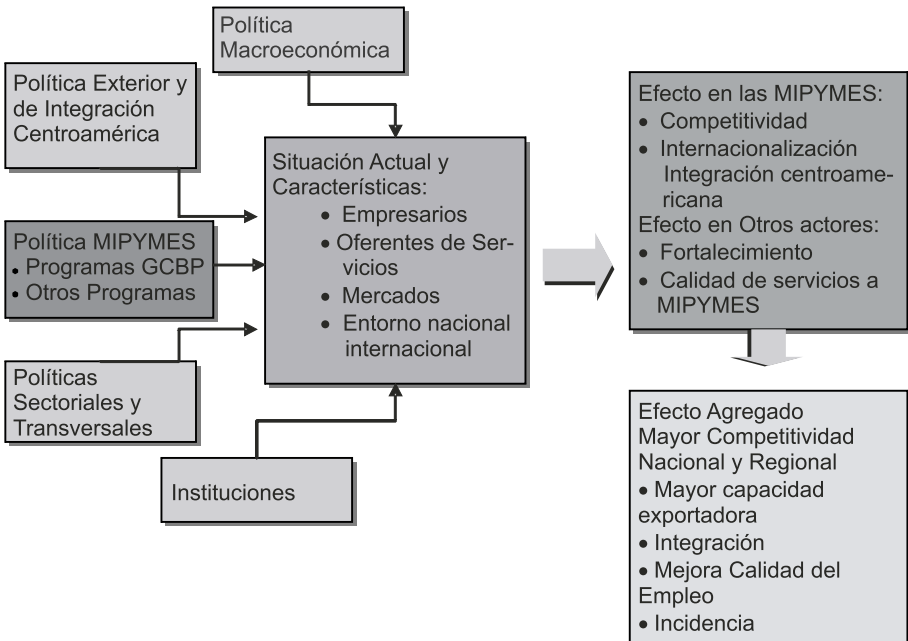 Política
Macroeconómica
Política Exterior y
de Integración
Centroamérica
Política MIPYMES
• Programas GCBP
• Otros Programas
Políticas
Sectoriales y
Transversales
Instituciones
Situación Actual y
Característícas:
• Empresarios
• Oferentes de Ser-
vicios
• Mercados
• Entorno nacional
internacional
Efecto en las MIPYMES:
• Competitividad
• Internacionalización
Integración centroame-
ricana
Efecto en Otros actores:
• Fortalecimiento
• Calidad de servicios a
MIPYMES
Efecto Agregado
Mayor Competitividad
Nacional y Regional
• Mayor capacidad
exportadora
• Integración
• Mejora Calidad del
Empleo
• Incidencia